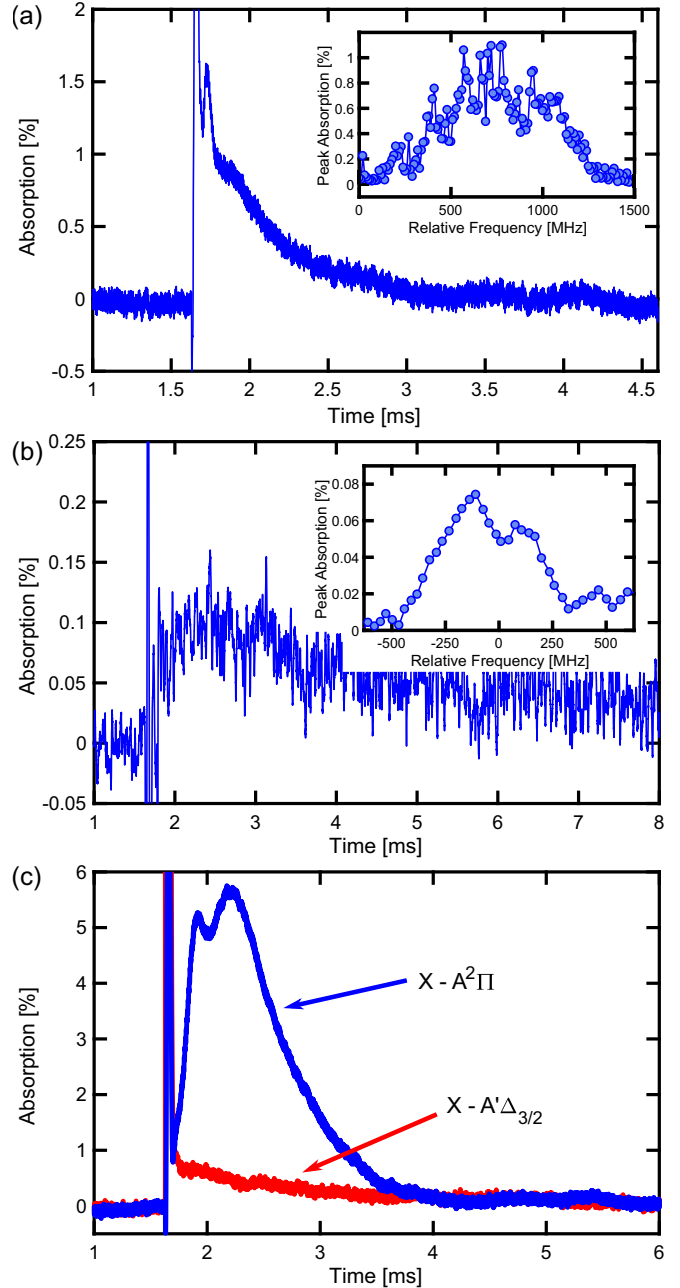 (a)
2
1.5
1
0.5
0
-0.5
Absorption [%]
1 1.5 2 2.5 3 3.5 4 4.5
Time [ms]
1
0.8
0.6
0.4
0.2
0
Peak Absorption [%]
0 500 1000 1500
Relative Frequency [MHz]
(b)
0.25
0.20
0.15
0.1
0.05
0
-0.05
Absorption [%]
1 2 3 4 5 6 7 8
Time [ms]
0.08
0.06
0.04
0.02
0
Peak Absorption [%]
-500 -250 0 250 500
Relative Frequency [MHz]
(c)
6
5
4
3
2
1
0
Absorption [%]
X - A²Π
X - A'Δ₃/₂
1 2 3 4 5 6
Time [ms]